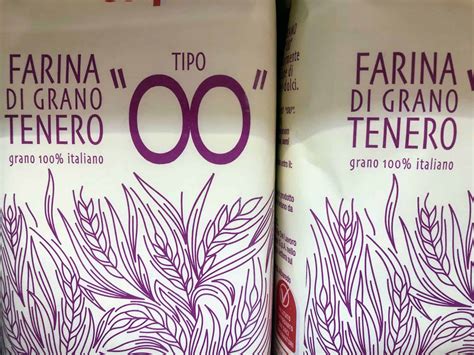 FARINA
DI GRANO
TENERO
grano 100% italiano
TIPO
"00"
FARINA
DI GRANO
TENERO
grano 100% italiano